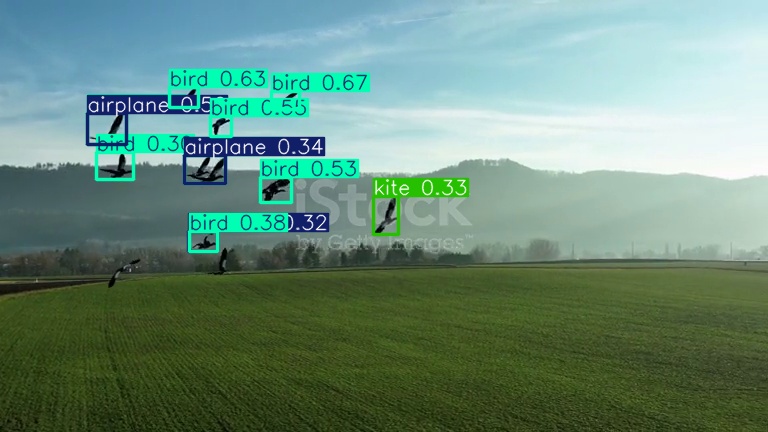 bird 0.63
bird 0.67
airplane 0.5
bird 0.55
bird 0.3
airplane 0.34
bird 0.53
kite 0.33
bird 0.38
0.32
iStock
by Getty Images™